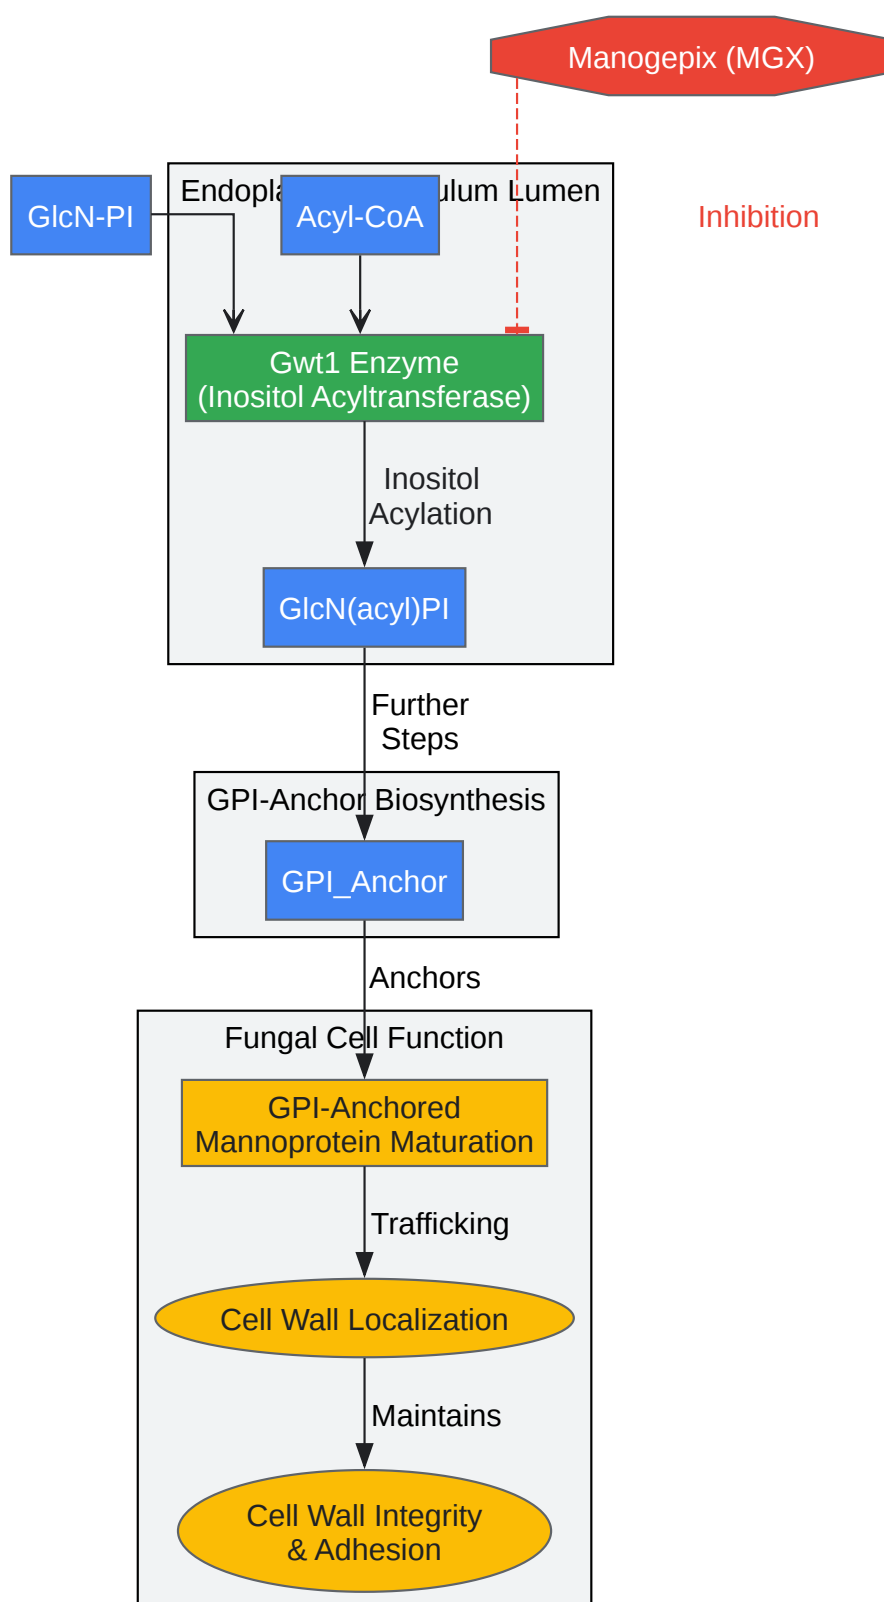 Manogepix (MGX)
Endopla ulum Lumen
GlcN-PI
Acyl-CoA
Inhibition
Gwt1 Enzyme
(Inositol Acyltransferase)
Inositol
Acylation
GlcN(acyl)PI
Further
Steps
GPI-Anchor Biosynthesis
GPI_Anchor
Anchors
Fungal Cell Function
GPI-Anchored
Mannoprotein Maturation
Trafficking
Cell Wall Localization
Maintains
Cell Wall Integrity
& Adhesion